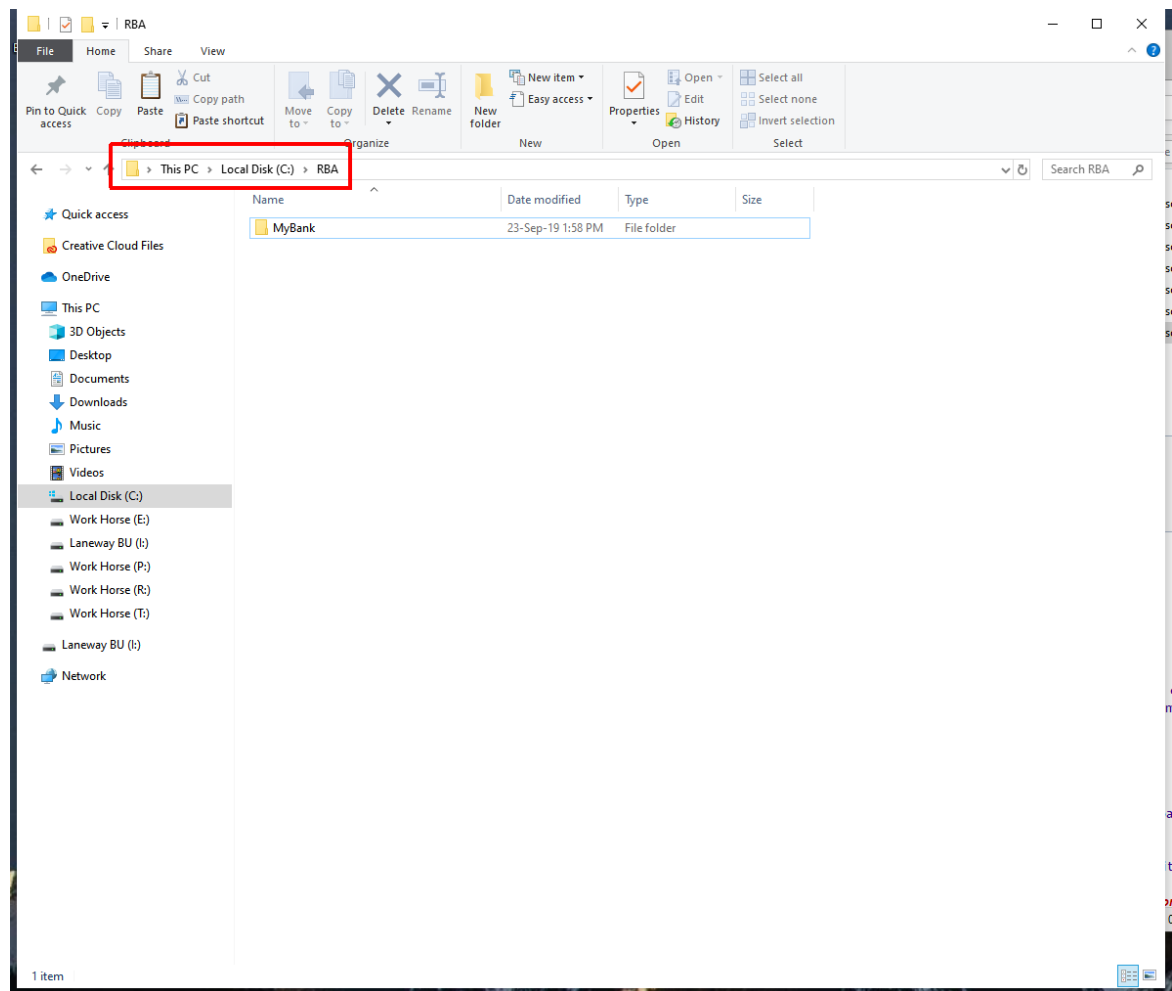 RBA
File Home Share View
Pin to Quick access
Copy
Paste
Cut
Copy path
Paste shortcut
Clipboard
Move to
Copy to
Delete
Rename
Organize
New folder
New item
Easy access
New
Properties
Open
Edit
History
Open
Select all
Select none
Invert selection
Select
This PC > Local Disk (C:) > RBA
Search RBA
Name Date modified Type Size
MyBank 23-Sep-19 1:58 PM File folder
Quick access
Creative Cloud Files
OneDrive
This PC
3D Objects
Desktop
Documents
Downloads
Music
Pictures
Videos
Local Disk (C:)
Work Horse (E:)
Laneway BU (I:)
Work Horse (P:)
Work Horse (R:)
Work Horse (T:)
Laneway BU (I:)
Network
1 item